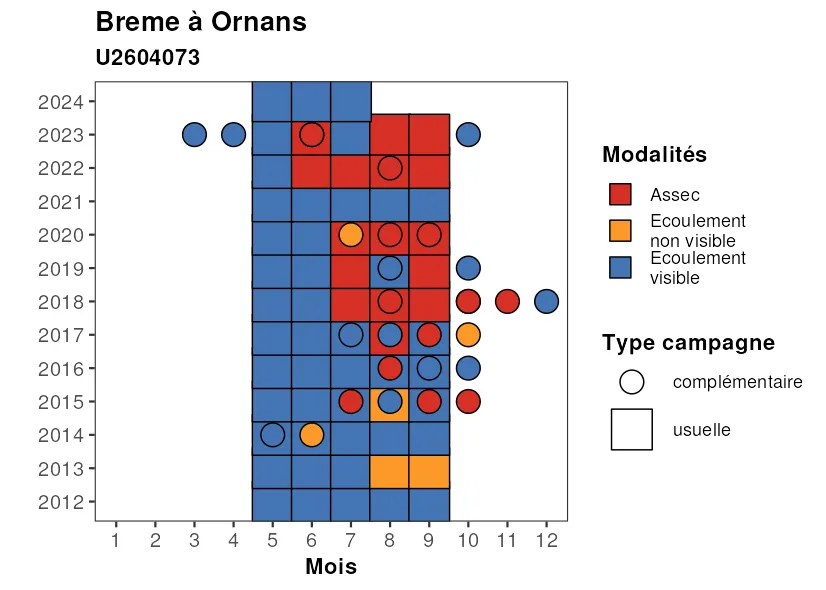 Breme à Ornans
U2604073
2024
2023
2022
2021
2020
2019
2018
2017
2016
2015
2014
2013
2012
1 2 3 4 5 6 7 8 9 10 11 12
Mois
Modalités
Assec
Ecoulement
non visible
Ecoulement
visible
Type campagne
complémentaire
usuelle